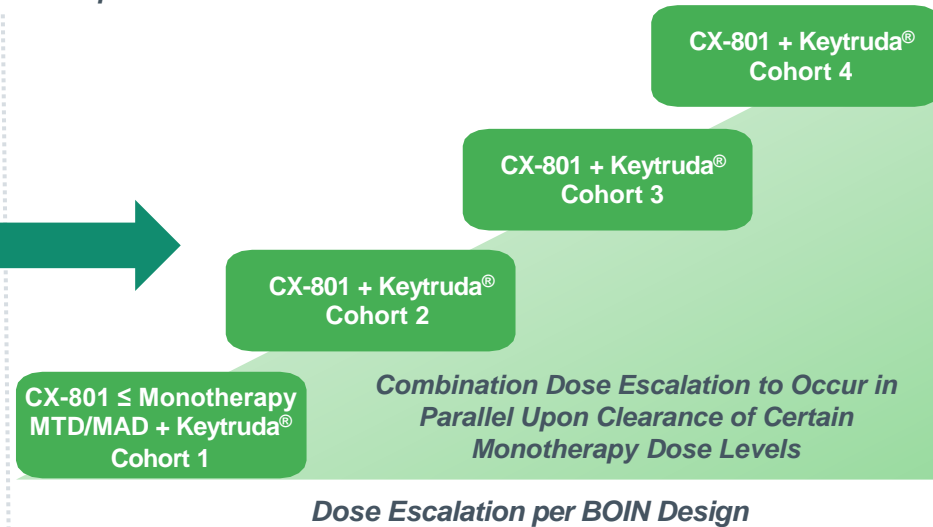 CX-801 + Keytruda®
Cohort 4
CX-801 + Keytruda®
Cohort 3
CX-801 + Keytruda®
Cohort 2
CX-801 ≤ Monotherapy
MTD/MAD + Keytruda®
Cohort 1
Combination Dose Escalation to Occur in
Parallel Upon Clearance of Certain
Monotherapy Dose Levels
Dose Escalation per BOIN Design